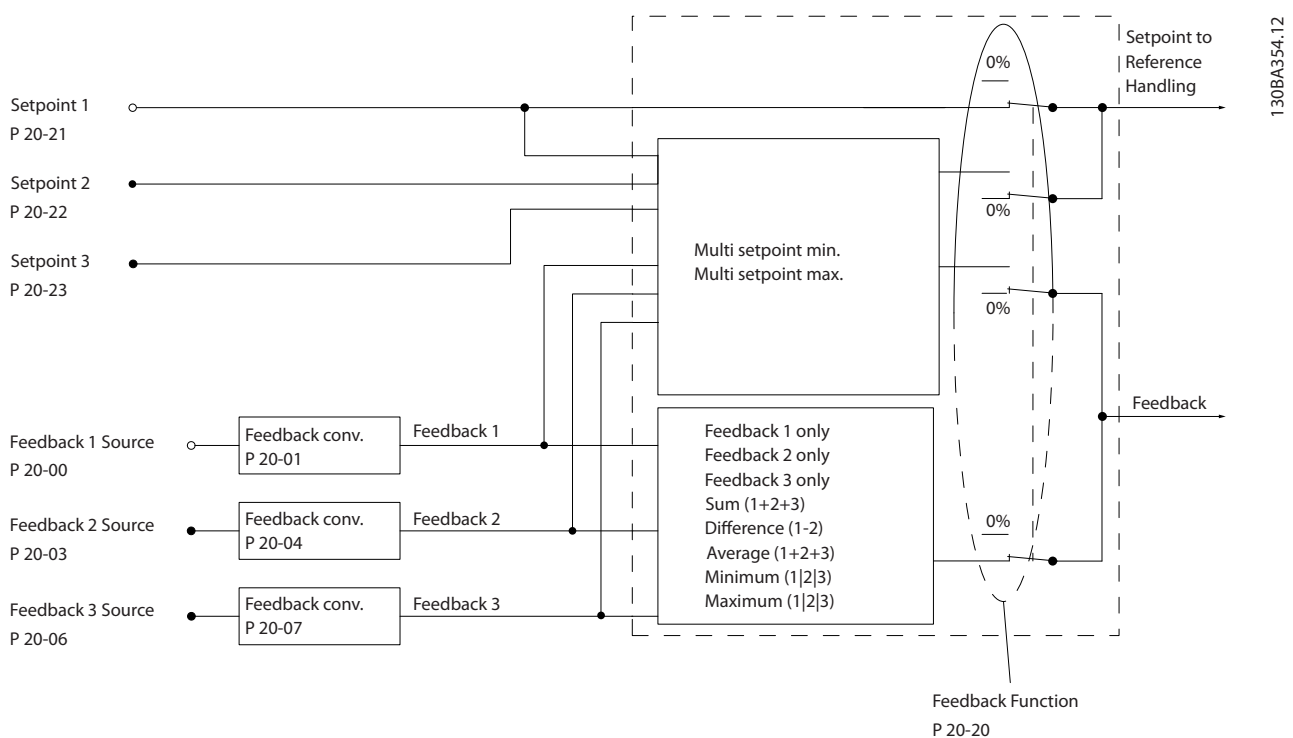 130BA354.12
Setpoint to
Reference
Handling
0%
Setpoint 1
P 20-21
Setpoint 2
P 20-22
0%
Setpoint 3
P 20-23
Multi setpoint min.
Multi setpoint max.
0%
Feedback
Feedback 1 Source
P 20-00
Feedback conv.
P 20-01
Feedback 1
Feedback 2 Source
P 20-03
Feedback conv.
P 20-04
Feedback 2
Feedback 3 Source
P 20-06
Feedback conv.
P 20-07
Feedback 3
Feedback 1 only
Feedback 2 only
Feedback 3 only
Sum (1+2+3)
Difference (1-2)
Average (1+2+3)
Minimum (1|2|3)
Maximum (1|2|3)
0%
Feedback Function
P 20-20